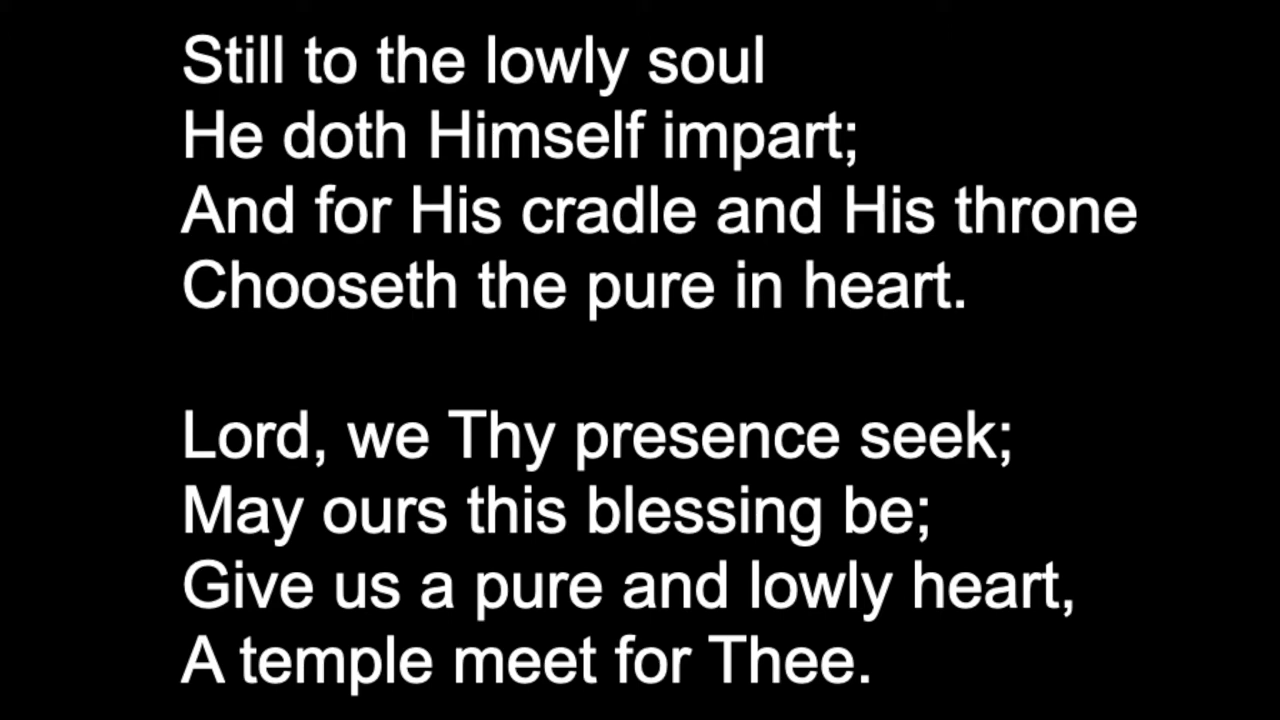 Still to the lowly soul
He doth Himself impart;
And for His cradle and His throne
Chooseth the pure in heart.
Lord, we Thy presence seek;
May ours this blessing be;
Give us a pure and lowly heart,
A temple meet for Thee.